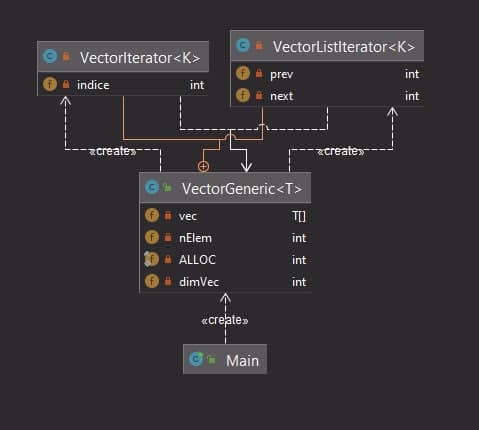 VectorIterator<K>
indice int
VectorListIterator<K>
prev int
next int
«create»
«create»
VectorGeneric<T>
vec T[]
nElem int
ALLOC int
dimVec int
«create»
Main